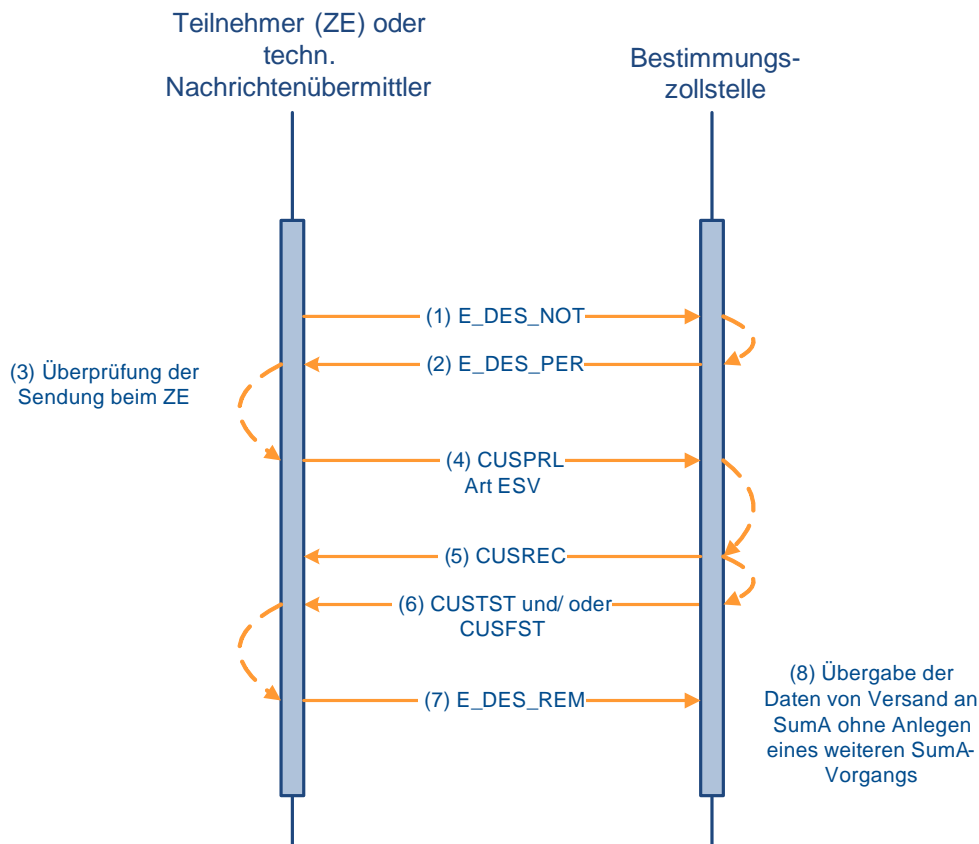 Teilnehmer (ZE) oder
techn.
Nachrichtenübermittler
Bestimmungs-
zollstelle
(1) E_DES_NOT
(2) E_DES_PER
(3) Überprüfung der
Sendung beim ZE
(4) CUSPRL
Art ESV
(5) CUSREC
(6) CUSTST und/ oder
CUSFST
(7) E_DES_REM
(8) Übergabe der
Daten von Versand an
SumA ohne Anlegen
eines weiteren SumA-
Vorgangs